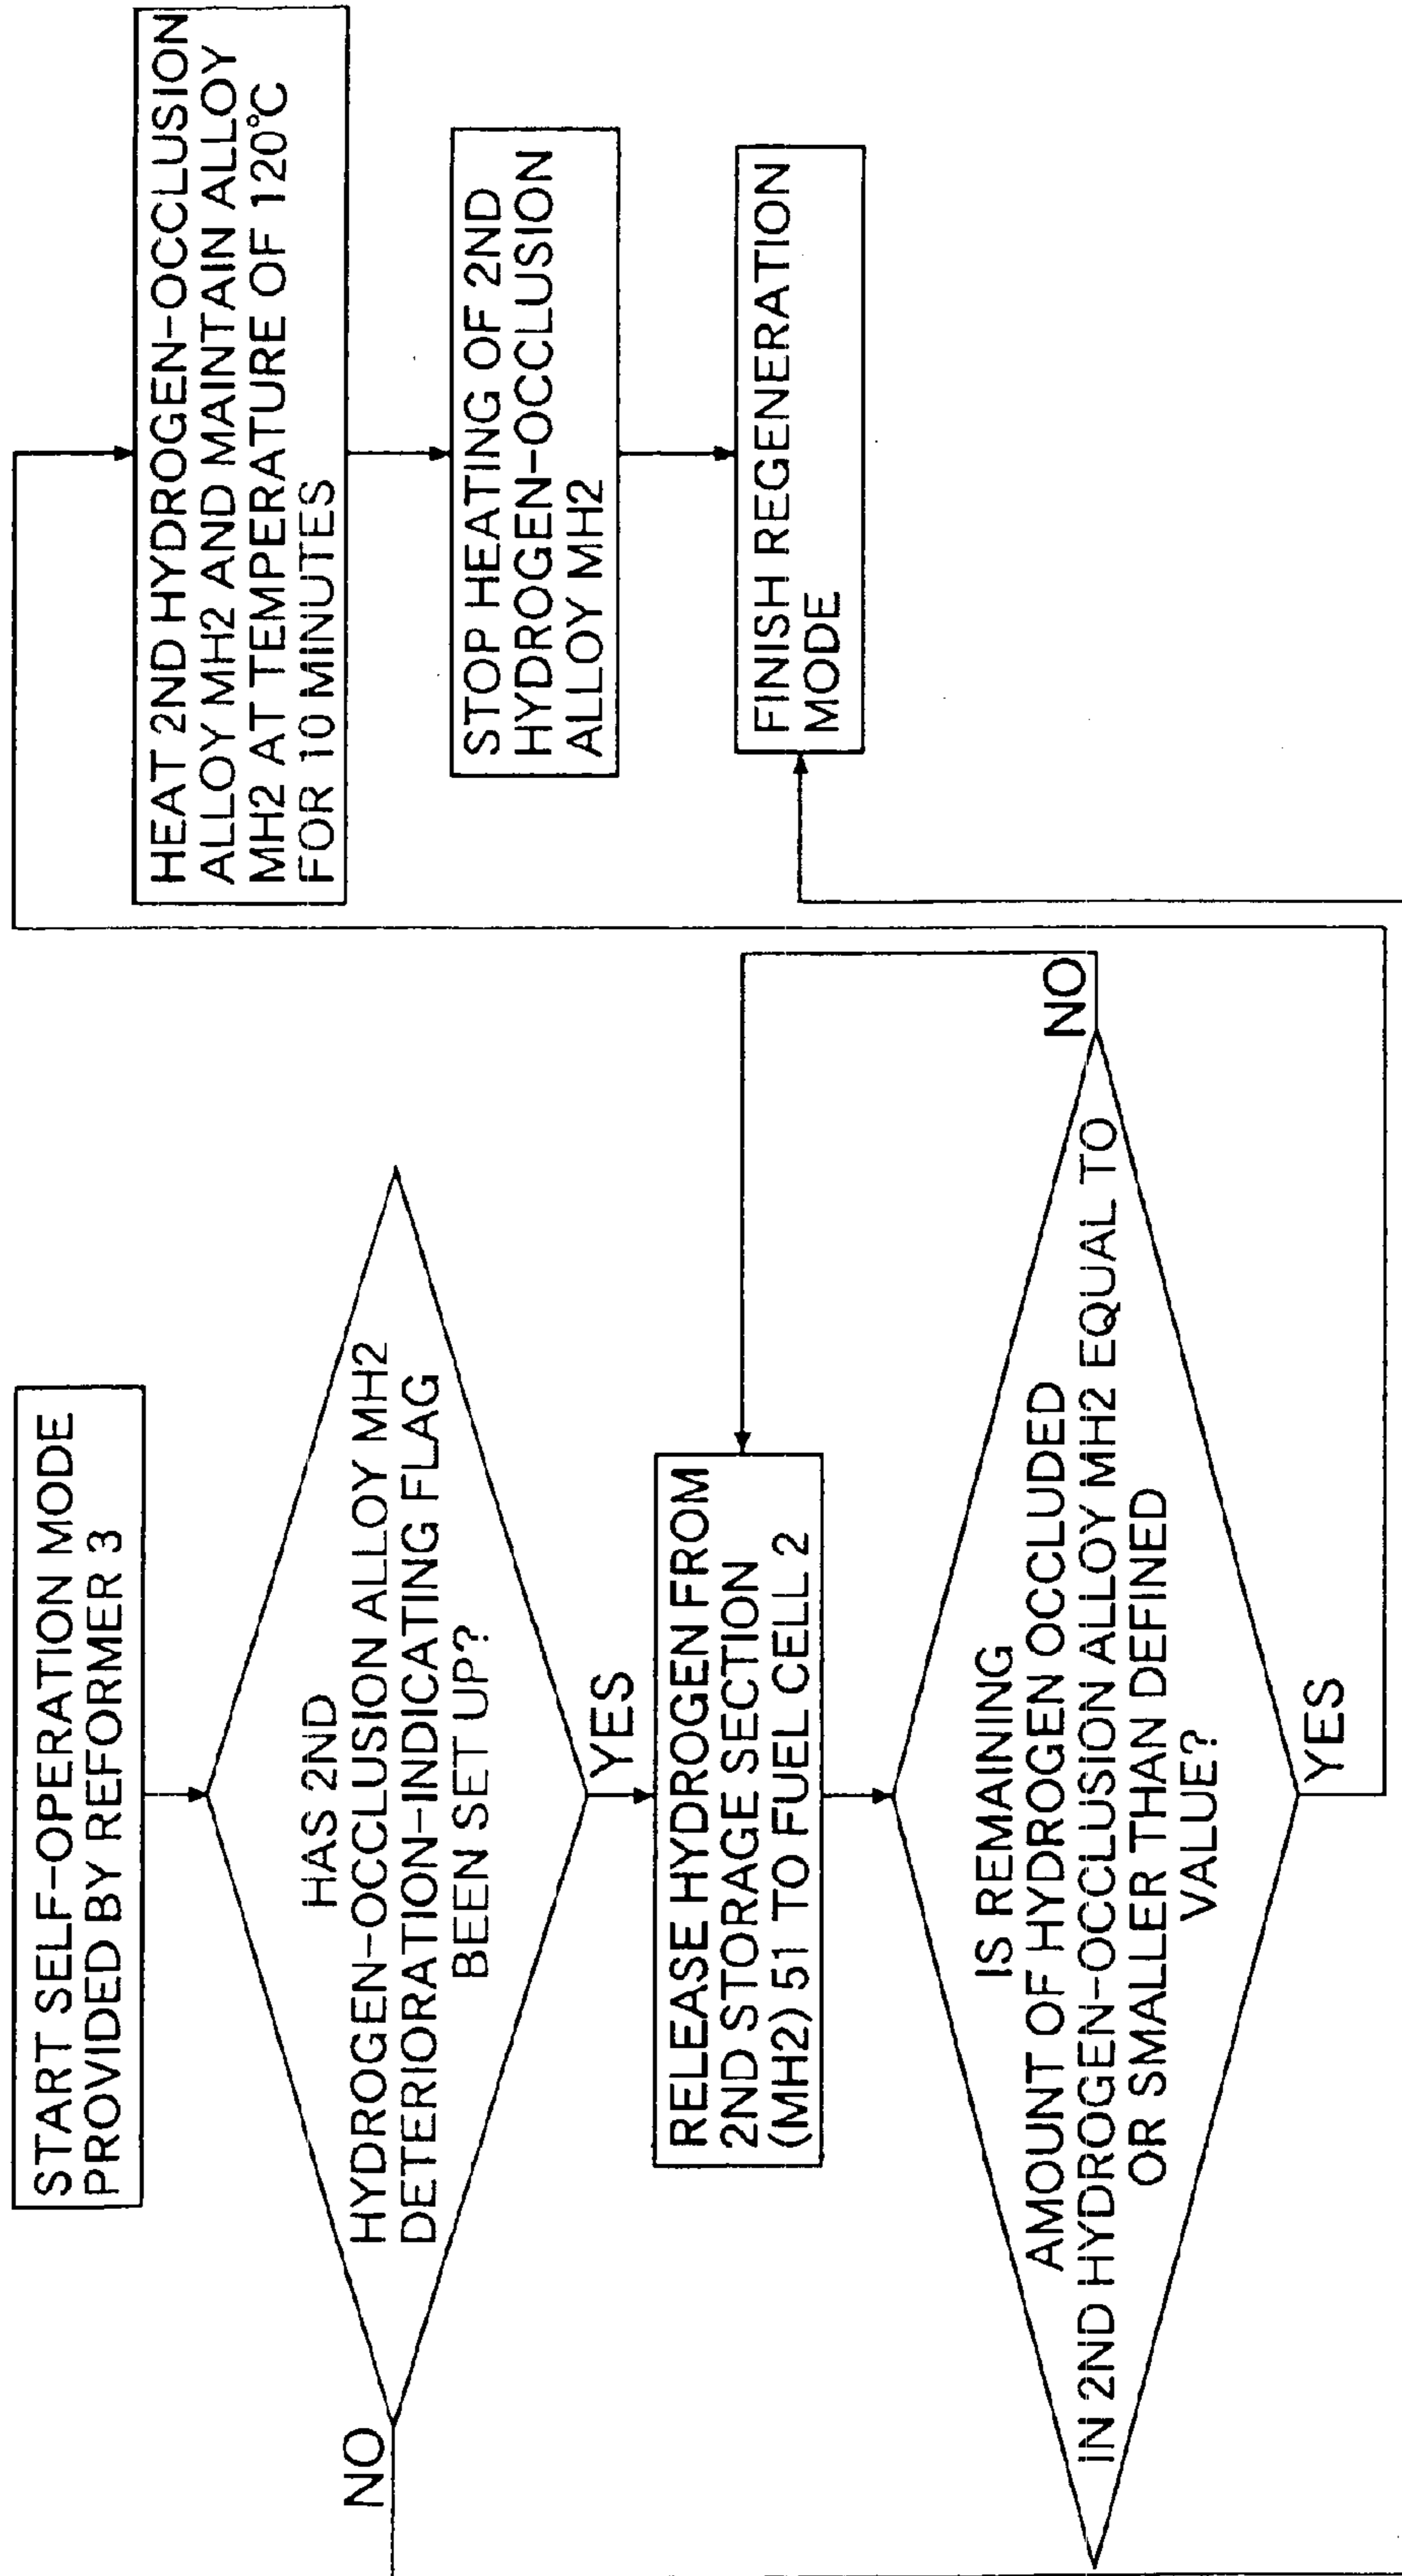 START SELF-OPERATION MODE
PROVIDED BY REFORMER 3
HAS 2ND
HYDROGEN-OCCLUSION ALLOY MH2
DETERIORATION-INDICATING FLAG
BEEN SET UP?
NO
YES
RELEASE HYDROGEN FROM
2ND STORAGE SECTION
(MH2) 51 TO FUEL CELL 2
IS REMAINING
AMOUNT OF HYDROGEN OCCLUDED
IN 2ND HYDROGEN-OCCLUSION ALLOY MH2 EQUAL TO
OR SMALLER THAN DEFINED
VALUE?
NO
YES
HEAT 2ND HYDROGEN-OCCLUSION
ALLOY MH2 AND MAINTAIN ALLOY
MH2 AT TEMPERATURE OF 120°C
FOR 10 MINUTES
STOP HEATING OF 2ND
HYDROGEN-OCCLUSION
ALLOY MH2
FINISH REGENERATION
MODE